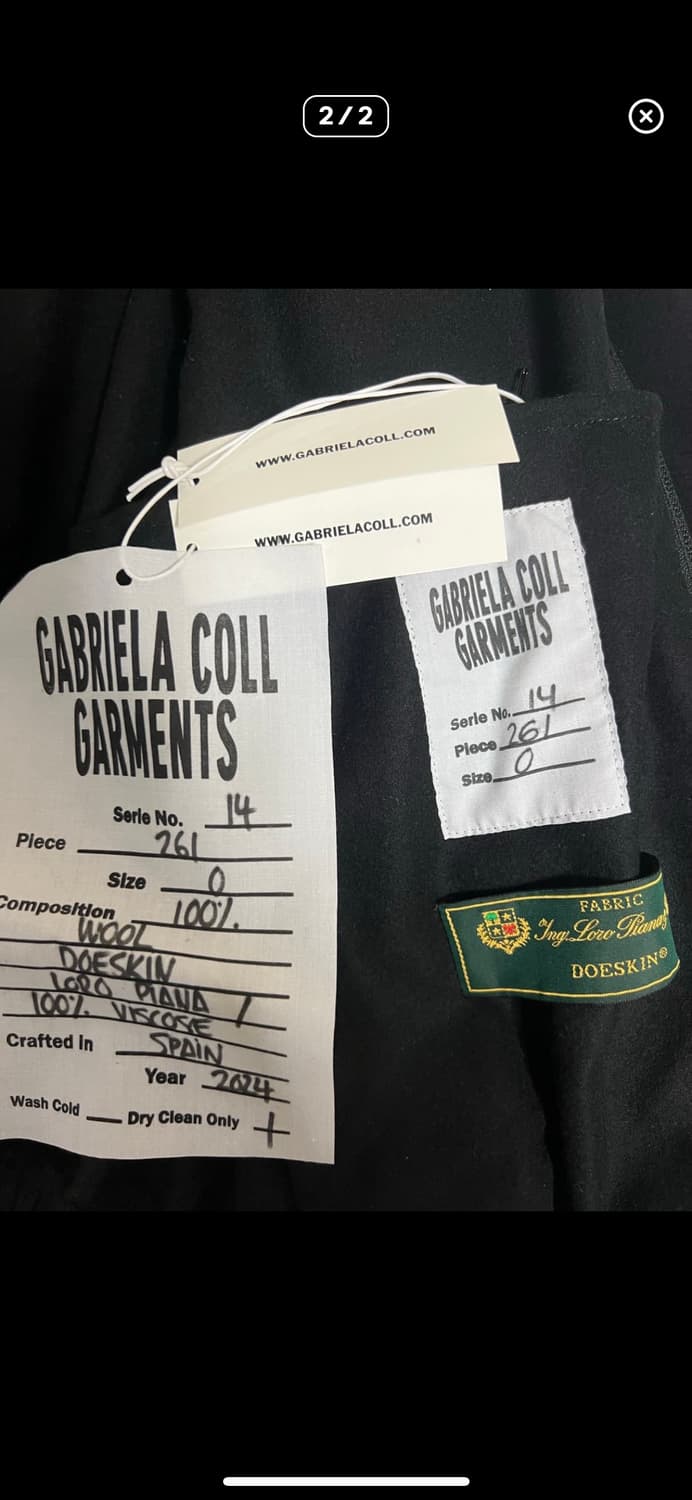 2/2
WWW.GABRIELACOLL.COM
WWW.GABRIELACOLL.COM
GABRIELA COLL
GARMENTS
Serie No. 14
Piece 261
Size 0
Composition 100%.
WOOL
DOESKIN
LORO PIANA /
100% VISCOSE
Crafted in SPAIN
Year 2024
Wash Cold Dry Clean Only +
GABRIELA COLL
GARMENTS
Serie No. 14
Piece 261
Size 0
FABRIC
Ing. Loro Piana
DOESKIN®